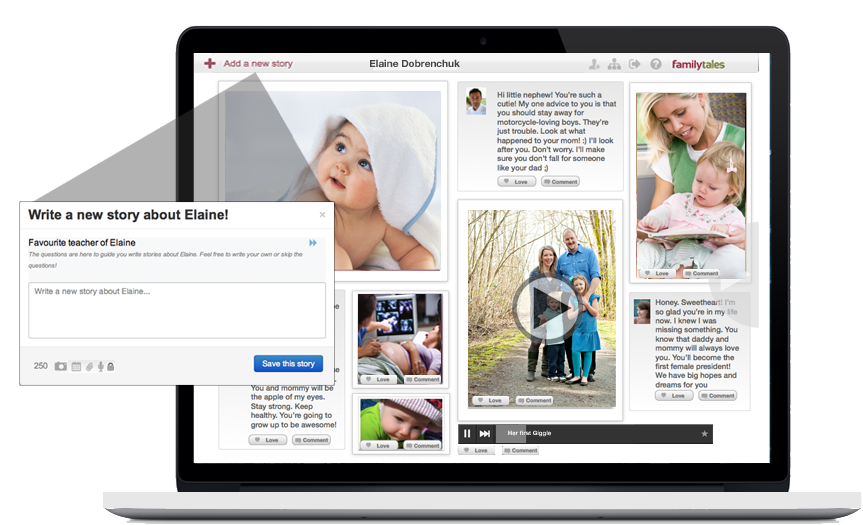 Add a new story
Elaine Dobrenchuk
familytales
Hi little nephew! You're such a
cutie! My one advice to you is that
you should stay away for
motorcycle-loving boys. They're
just trouble. Look at what
happened to your mom! :) I'll look
after you. Don't worry. I'll make
sure you don't fall for someone
like your dad ;)
Love
Comment
Love
Comment
Write a new story about Elaine!
×
Favourite teacher of Elaine
The questions are here to guide you write stories about Elaine. Feel free to write your own or skip the
questions!
Write a new story about Elaine...
250
Save this story
You and mommy will be
the apple of my eyes.
Stay strong. Keep
healthy. You're going to
grow up to be awesome!
Love
Comment
Love
Comment
Love
Comment
Love
Comment
Her first Giggle
Love
Comment
Honey. Sweetheart! I'm
so glad you're in my life
now. I knew I was
missing something. You
know that daddy and
mommy will always love
you. You'll become the
first female president!
We have big hopes and
dreams for you
Love
Comment